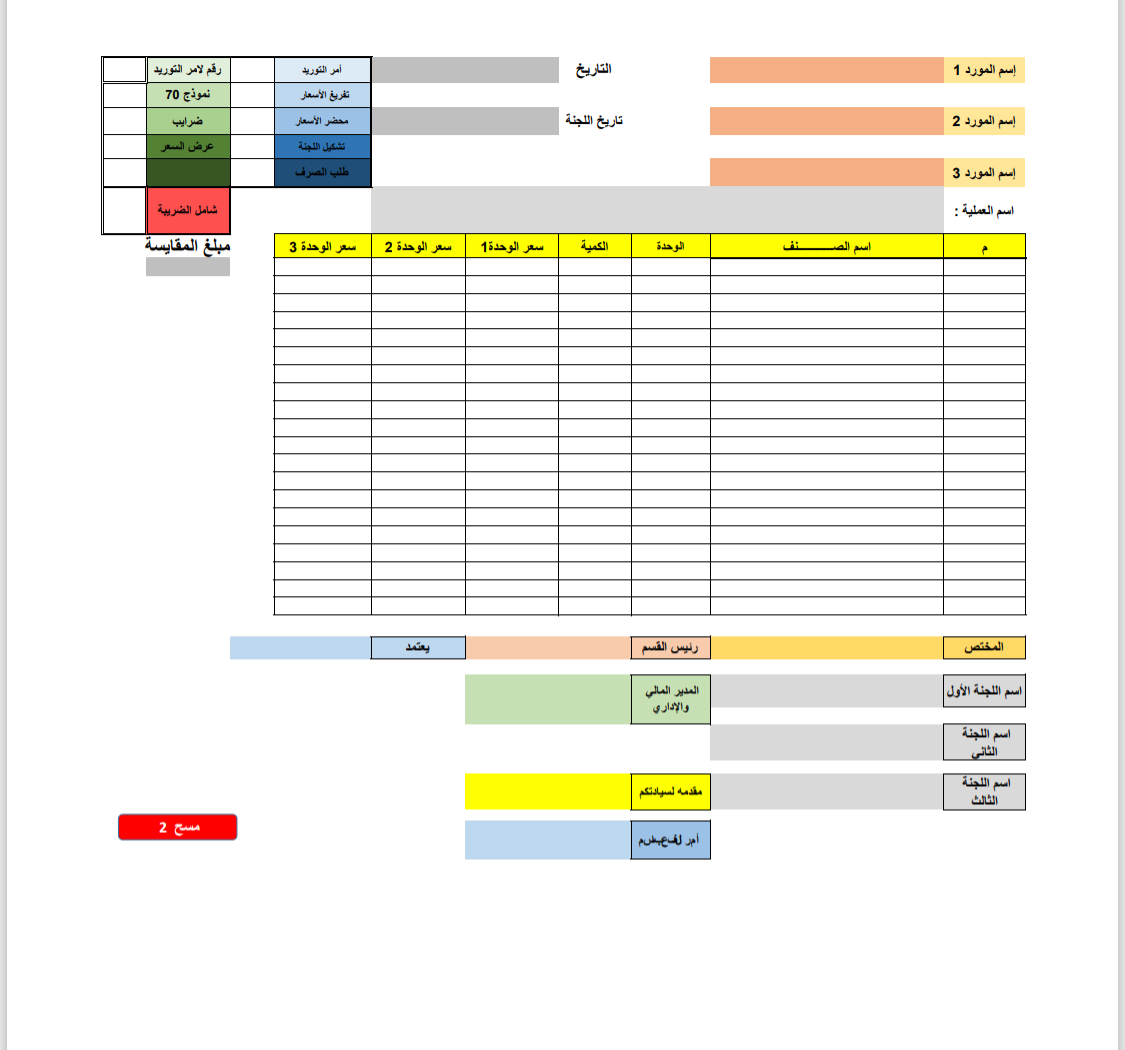 إسم المورد 1 التاريخ أمر التوريد رقم لامر التوريد
تفريغ الأسعار نموذج 70
إسم المورد 2 تاريخ اللجنة محضر الأسعار ضرايب
تشكيل اللجنة عرض السعر
إسم المورد 3 طلب الصرف
اسم العملية : شامل الضريبة
م اسم الصـــــــــنف الوحدة الكمية سعر الوحدة1 سعر الوحدة 2 سعر الوحدة 3 مبلغ المقايسة
المختص رئيس القسم يعتمد
اسم اللجنة الأول المدير المالي
والإداري
اسم اللجنة
الثاني
اسم اللجنة
الثالث مقدمه لسيادتكم
مسح 2
أمر